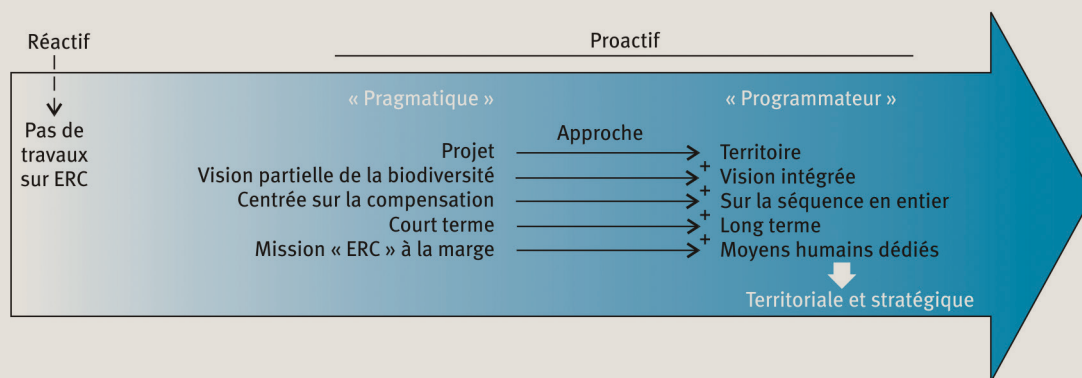 Réactif
Proactif
Pas de
travaux
sur ERC
« Pragmatique »
« Programmateur »
Approche
Projet
Territoire
+
Vision partielle de la biodiversité
Vision intégrée
+
Centrée sur la compensation
Sur la séquence en entier
+
Court terme
Long terme
+
Mission « ERC » à la marge
Moyens humains dédiés
Territoriale et stratégique